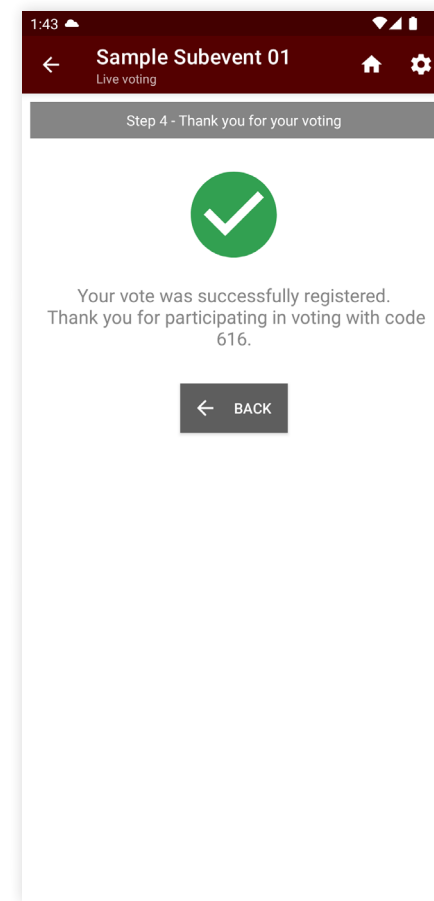 1:43
Sample Subevent 01
Live voting
Step 4 - Thank you for your voting
Your vote was successfully registered.
Thank you for participating in voting with code
616.
BACK